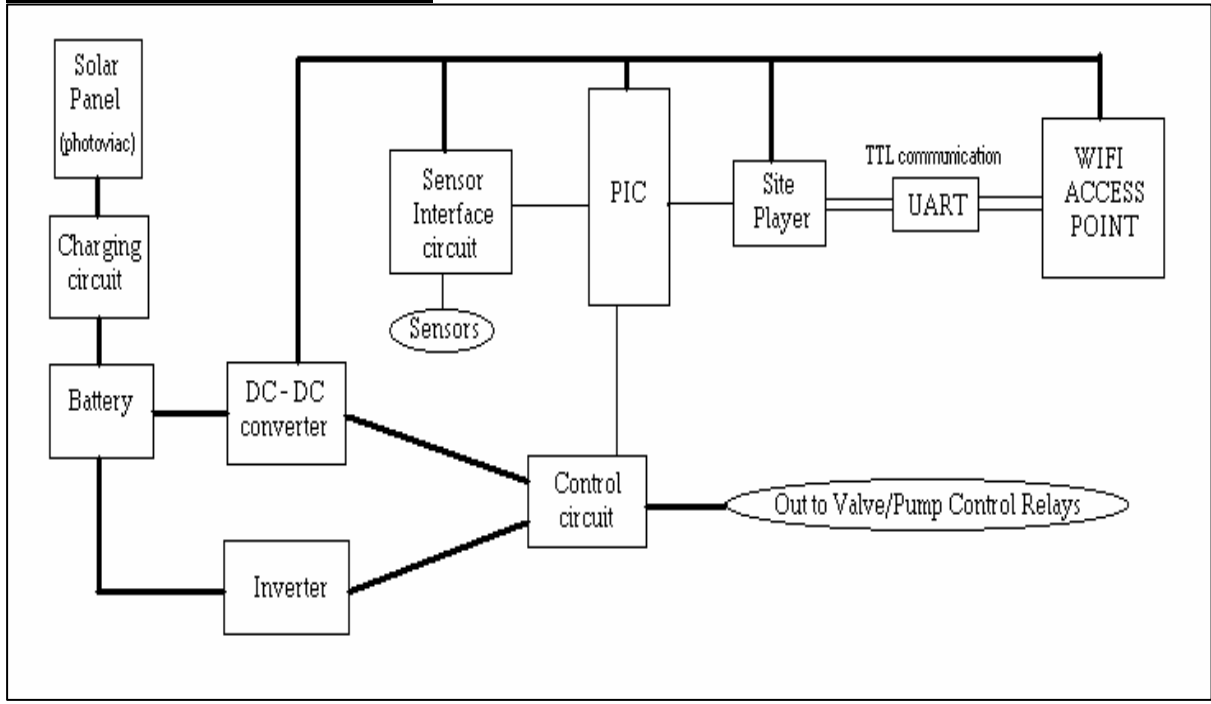 Solar
Panel
(photoviac)
Charging
circuit
Battery
DC - DC
converter
Inverter
Sensor
Interface
circuit
Sensors
PIC
Site
Player
TTL communication
UART
WIFI
ACCESS
POINT
Control
circuit
Out to Valve/Pump Control Relays